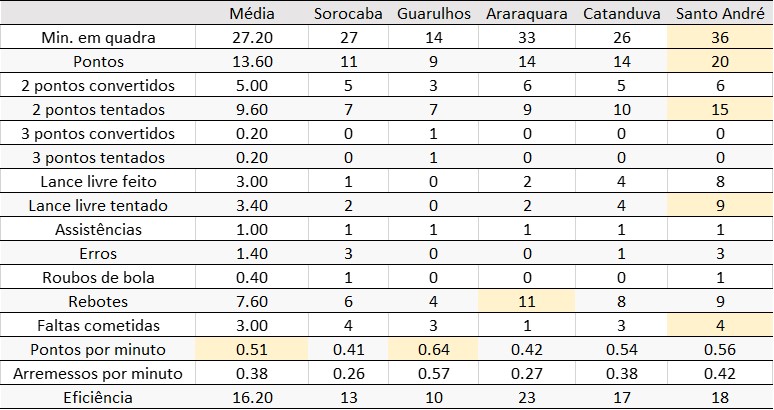 Média Sorocaba Guarulhos Araraquara Catanduva Santo André
Min. em quadra 27.20 27 14 33 26 36
Pontos 13.60 11 9 14 14 20
2 pontos convertidos 5.00 5 3 6 5 6
2 pontos tentados 9.60 7 7 9 10 15
3 pontos convertidos 0.20 0 1 0 0 0
3 pontos tentados 0.20 0 1 0 0 0
Lance livre feito 3.00 1 0 2 4 8
Lance livre tentado 3.40 2 0 2 4 9
Assistências 1.00 1 1 1 1 1
Erros 1.40 3 0 0 1 3
Roubos de bola 0.40 1 0 0 0 1
Rebotes 7.60 6 4 11 8 9
Faltas cometidas 3.00 4 3 1 3 4
Pontos por minuto 0.51 0.41 0.64 0.42 0.54 0.56
Arremessos por minuto 0.38 0.26 0.57 0.27 0.38 0.42
Eficiência 16.20 13 10 23 17 18